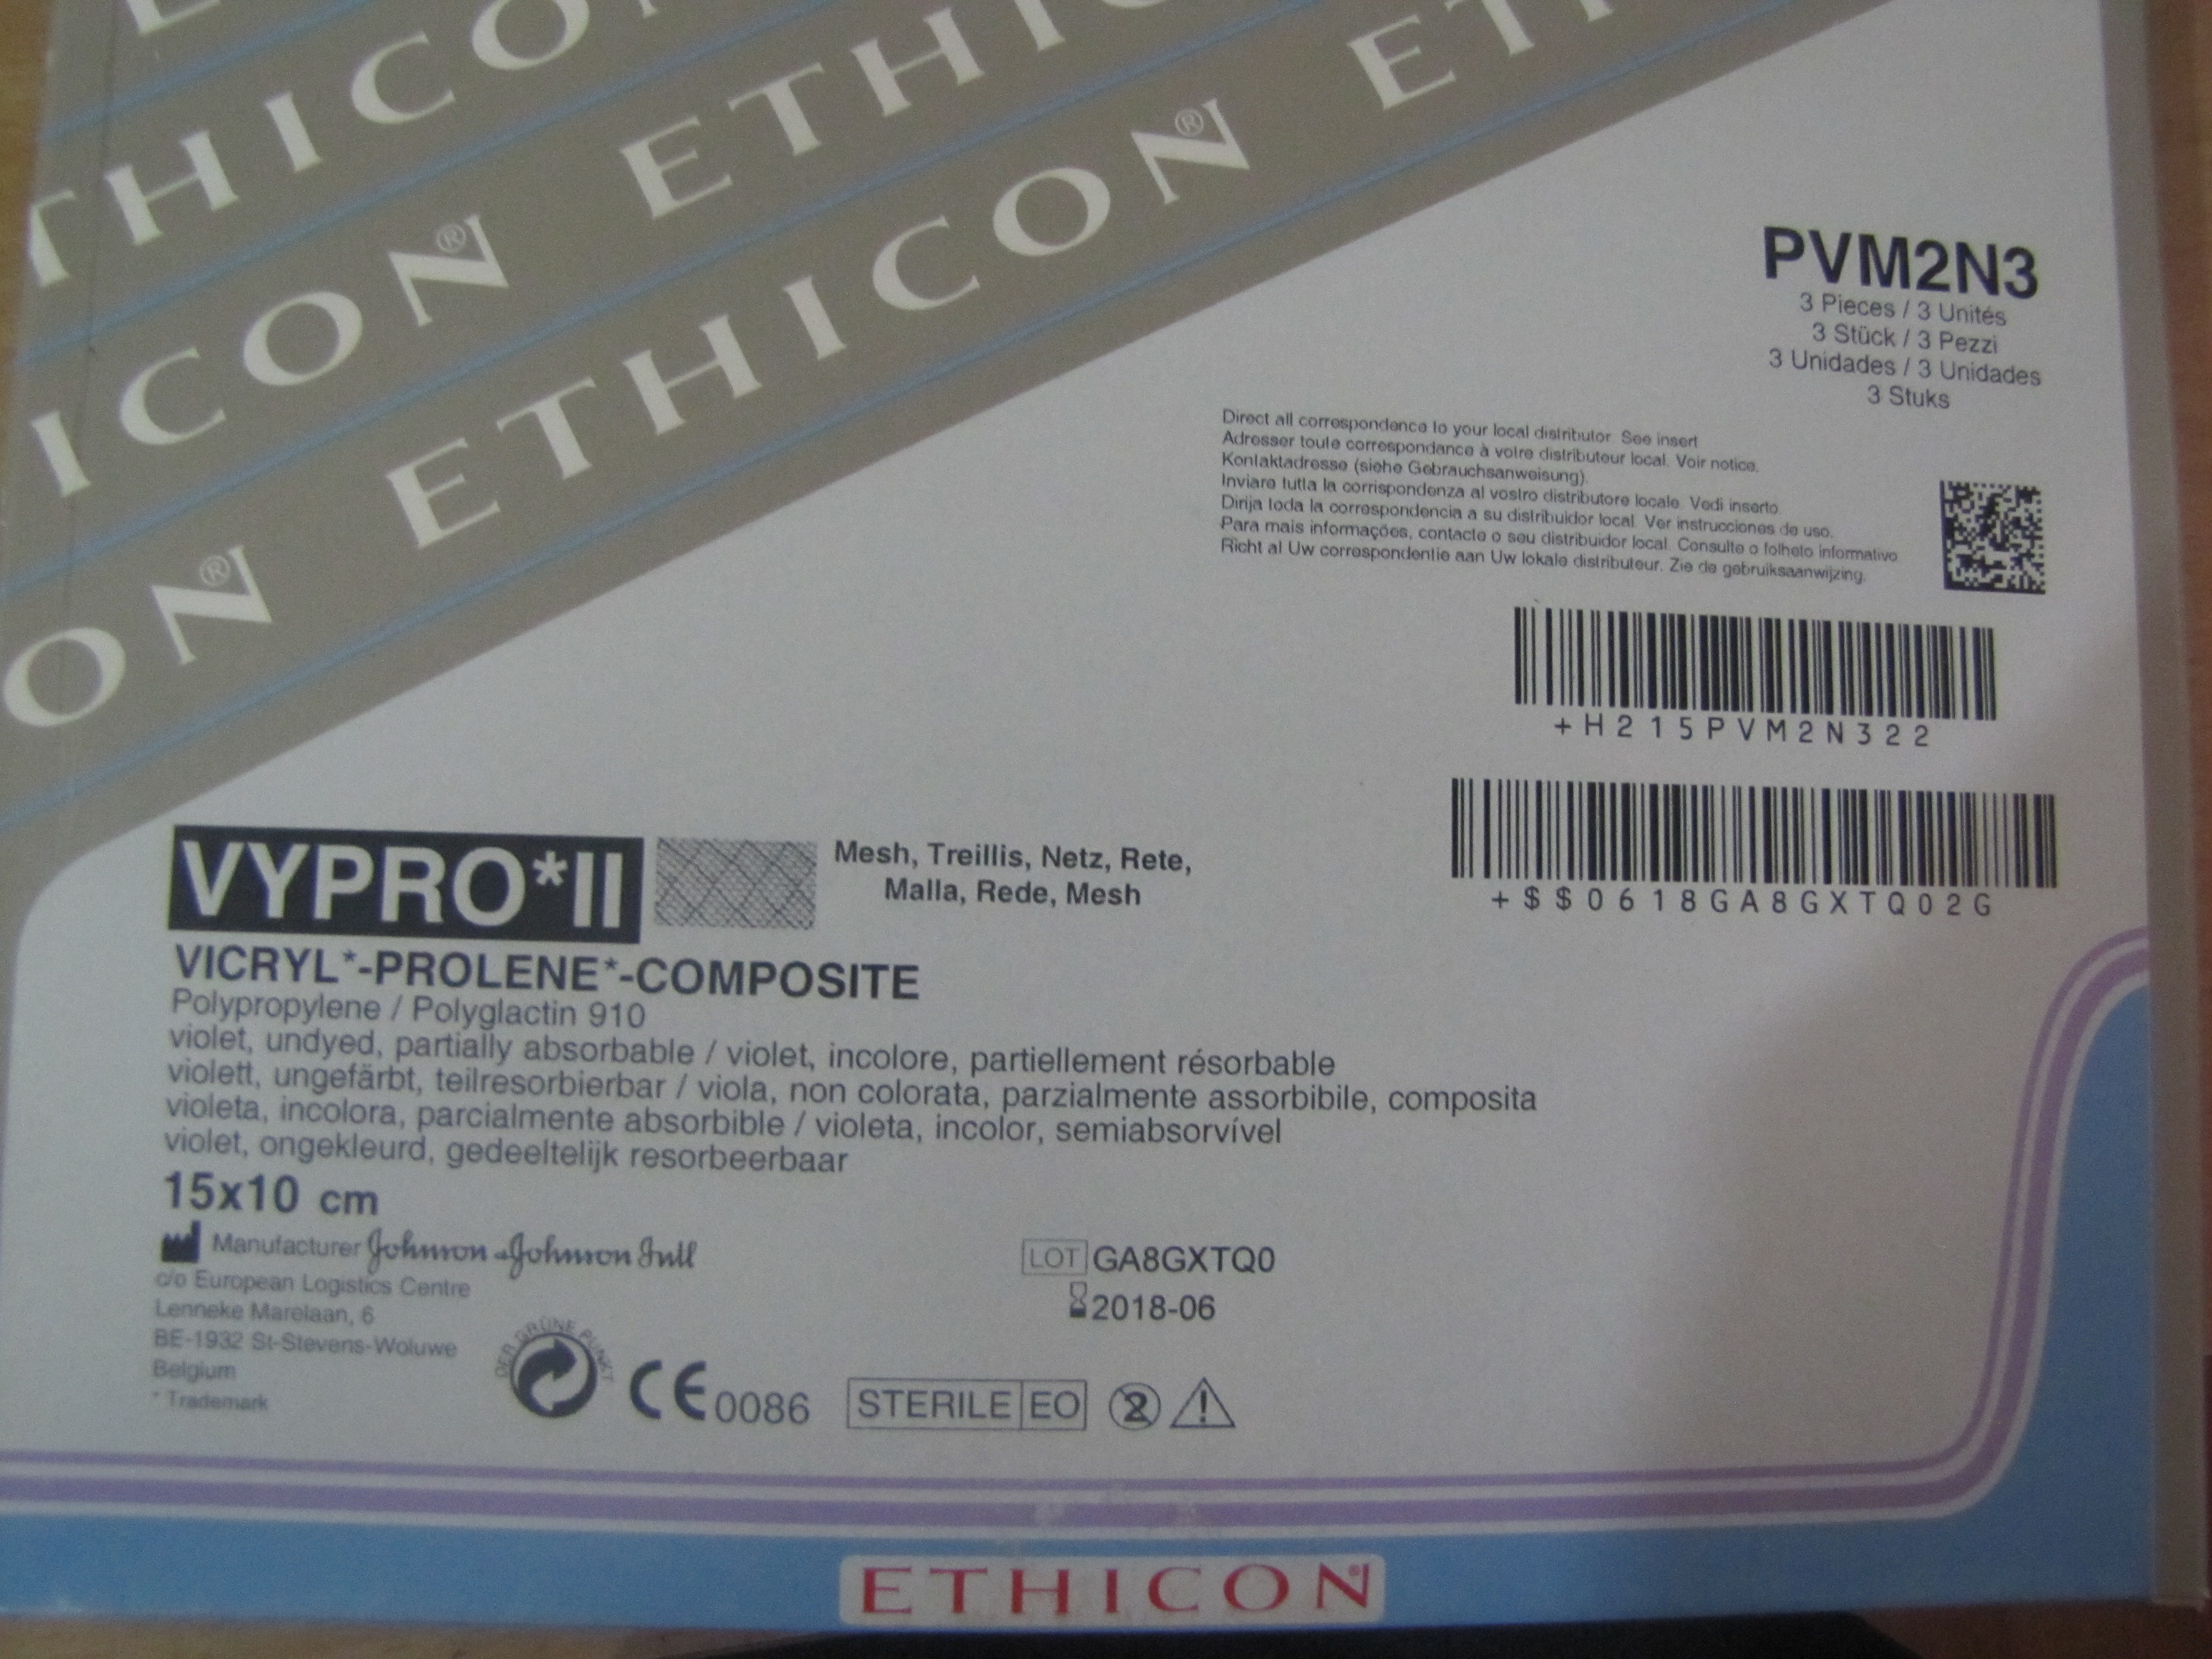 THICO
ICON® ETHIC
ON® ETHICON® ETH
PVM2N3
3 Pieces / 3 Unités
3 Stück / 3 Pezzi
3 Unidades / 3 Unidades
3 Stuks
Direct all correspondence to your local distributor. See insert.
Adresser toute correspondance à votre distributeur local. Voir notice.
Kontaktadresse (siehe Gebrauchsanweisung).
Inviare tutta la corrispondenza al vostro distributore locale. Vedi inserto.
Dirija toda la correspondencia a su distribuidor local. Ver instrucciones de uso.
Para mais informações, contacte o seu distribuidor local. Consulte o folheto informativo
Richt al Uw correspondentie aan Uw lokale distributeur. Zie de gebruiksaanwijzing.
+H215PVM2N322
+$$0618GA8GXTQ02G
VYPRO*II
Mesh, Treillis, Netz, Rete,
Malla, Rede, Mesh
VICRYL*-PROLENE*-COMPOSITE
Polypropylene / Polyglactin 910
violet, undyed, partially absorbable / violet, incolore, partiellement résorbable
violett, ungefärbt, teilresorbierbar / viola, non colorata, parzialmente assorbibile, composita
violeta, incolora, parcialmente absorbible / violeta, incolor, semiabsorvível
violet, ongekleurd, gedeeltelijk resorbeerbaar
15x10 cm
Manufacturer Johnson & Johnson Intl
c/o European Logistics Centre
Lenneke Marelaan, 6
BE-1932 St-Stevens-Woluwe
Belgium
* Trademark
LOT GA8GXTQ0
2018-06
DER GRÜNE PUNKT
CE 0086
STERILE EO
2
!
ETHICON®